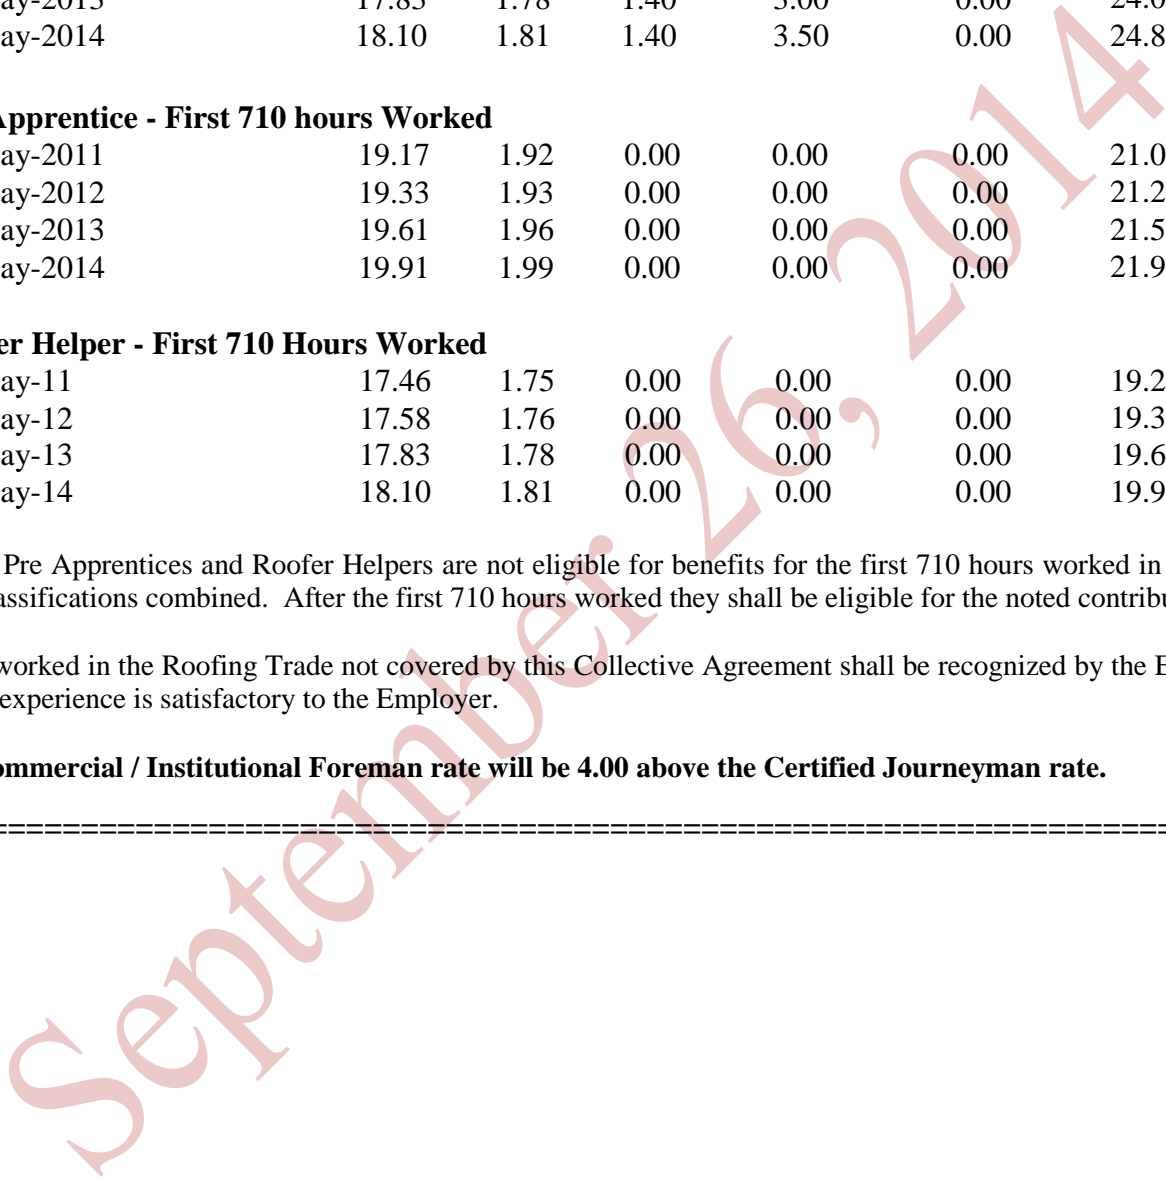 ay-2014 18.10 1.81 1.40 3.50 0.00 24.8
Apprentice - First 710 hours Worked
ay-2011 19.17 1.92 0.00 0.00 0.00 21.0
ay-2012 19.33 1.93 0.00 0.00 0.00 21.2
ay-2013 19.61 1.96 0.00 0.00 0.00 21.5
ay-2014 19.91 1.99 0.00 0.00 0.00 21.9
er Helper - First 710 Hours Worked
ay-11 17.46 1.75 0.00 0.00 0.00 19.2
ay-12 17.58 1.76 0.00 0.00 0.00 19.3
ay-13 17.83 1.78 0.00 0.00 0.00 19.6
ay-14 18.10 1.81 0.00 0.00 0.00 19.9
Pre Apprentices and Roofer Helpers are not eligible for benefits for the first 710 hours worked in
assifications combined. After the first 710 hours worked they shall be eligible for the noted contribu
worked in the Roofing Trade not covered by this Collective Agreement shall be recognized by the E
experience is satisfactory to the Employer.
ommercial / Institutional Foreman rate will be 4.00 above the Certified Journeyman rate.
September 26, 2014